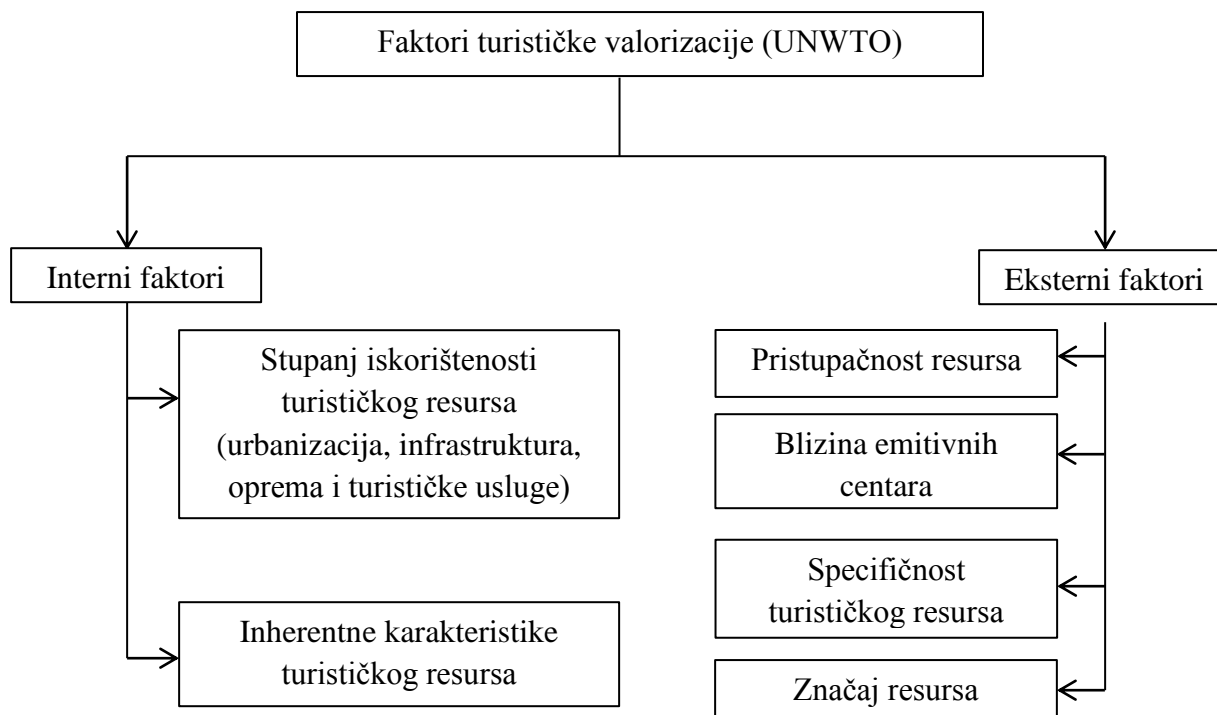 Faktori turističke valorizacije (UNWTO)
Interni faktori
Stupanj iskorištenosti
turističkog resursa
(urbanizacija, infrastruktura,
oprema i turističke usluge)
Inherentne karakteristike
turističkog resursa
Eksterni faktori
Pristupačnost resursa
Blizina emitivnih
centara
Specifičnost
turističkog resursa
Značaj resursa